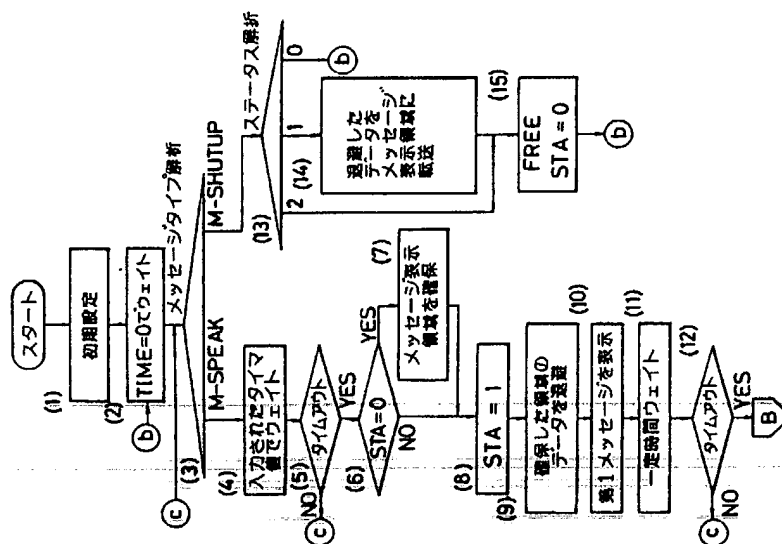 スタート
(1)
初期設定
(2)
TIME=0でウェイト
b
c
(3)
メッセージタイプ解析
M-SPEAK
M-SHUTUP
(4)
入力されたタイマ
値でウェイト
(5)
タイムアウト
NO
c
YES
(6)
STA=0
YES
NO
(7)
メッセージ表示
領域を確保
(8)
STA = 1
(9)
確保した領域の
データを退避
(10)
第1メッセージを表示
(11)
一定時間ウェイト
(12)
タイムアウト
NO
c
YES
B
(13)
ステータス解折
2
1
0
b
(14)
退避した
データを
メッセージ
表示領域に
転送
(15)
FREE
STA = 0
b